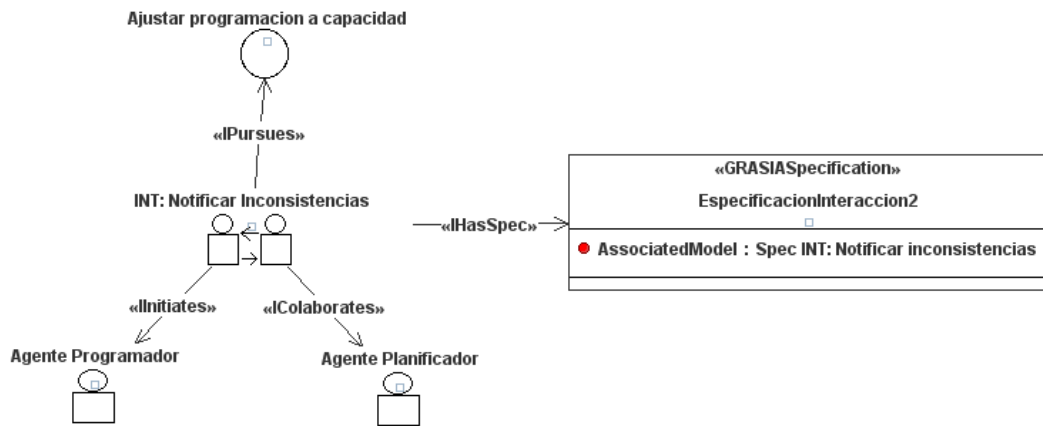 Ajustar programacion a capacidad
«IPursues»
INT: Notificar Inconsistencias
«IHasSpec»
«GRASIASpecification»
EspecificacionInteraccion2
AssociatedModel : Spec INT: Notificar inconsistencias
«IInitiates»
«IColaborates»
Agente Programador
Agente Planificador